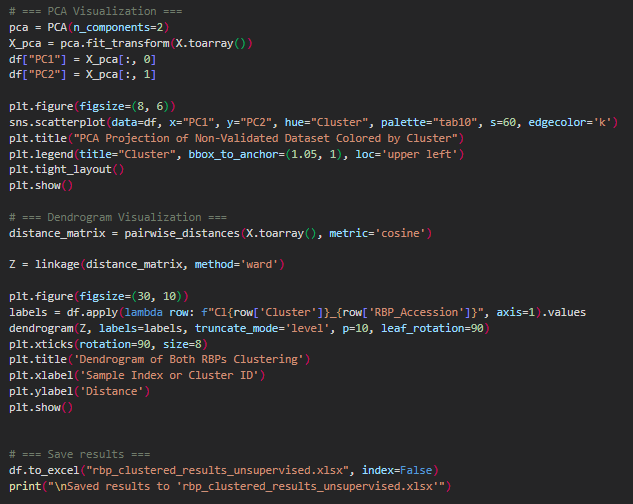 # === PCA Visualization ===
pca = PCA(n_components=2)
X_pca = pca.fit_transform(X.toarray())
df["PC1"] = X_pca[:, 0]
df["PC2"] = X_pca[:, 1]

plt.figure(figsize=(8, 6))
sns.scatterplot(data=df, x="PC1", y="PC2", hue="Cluster", palette="tab10", s=60, edgecolor='k')
plt.title("PCA Projection of Non-Validated Dataset Colored by Cluster")
plt.legend(title="Cluster", bbox_to_anchor=(1.05, 1), loc='upper left')
plt.tight_layout()
plt.show()

# === Dendrogram Visualization ===
distance_matrix = pairwise_distances(X.toarray(), metric='cosine')

Z = linkage(distance_matrix, method='ward')

plt.figure(figsize=(30, 10))
labels = df.apply(lambda row: f"Cl{row['Cluster']}_{row['RBP_Accession']}", axis=1).values
dendrogram(Z, labels=labels, truncate_mode='level', p=10, leaf_rotation=90)
plt.xticks(rotation=90, size=8)
plt.title('Dendrogram of Both RBPs Clustering')
plt.xlabel('Sample Index or Cluster ID')
plt.ylabel('Distance')
plt.show()

# === Save results ===
df.to_excel("rbp_clustered_results_unsupervised.xlsx", index=False)
print("\nSaved results to 'rbp_clustered_results_unsupervised.xlsx'")